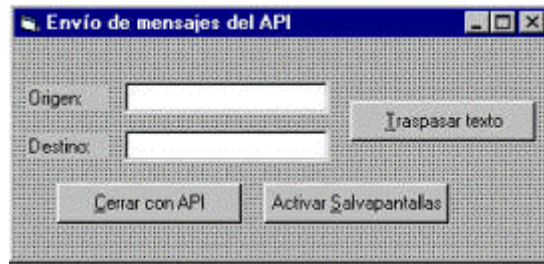 Envío de mensajes del API
Origen:
Traspasar texto
Destino:
Cerrar con API
Activar Salvapantallas